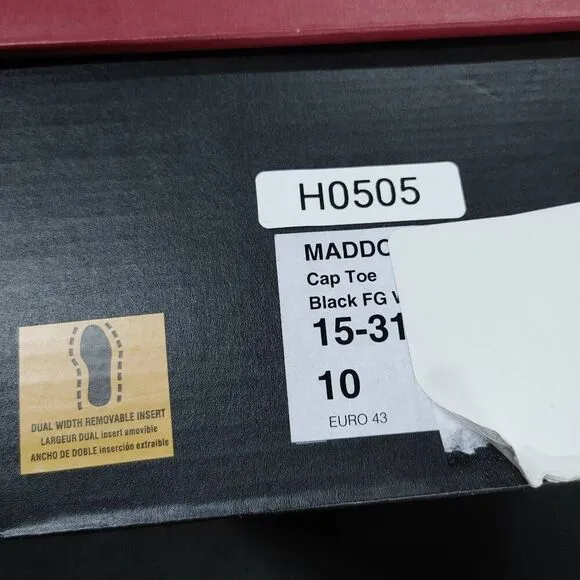 H0505
MADDO
Cap Toe
Black FG
15-31
10
EURO 43
DUAL WIDTH REMOVABLE INSERT
LARGEUR DUAL insert amovible
ANCHO DE DOBLE inserción extraible